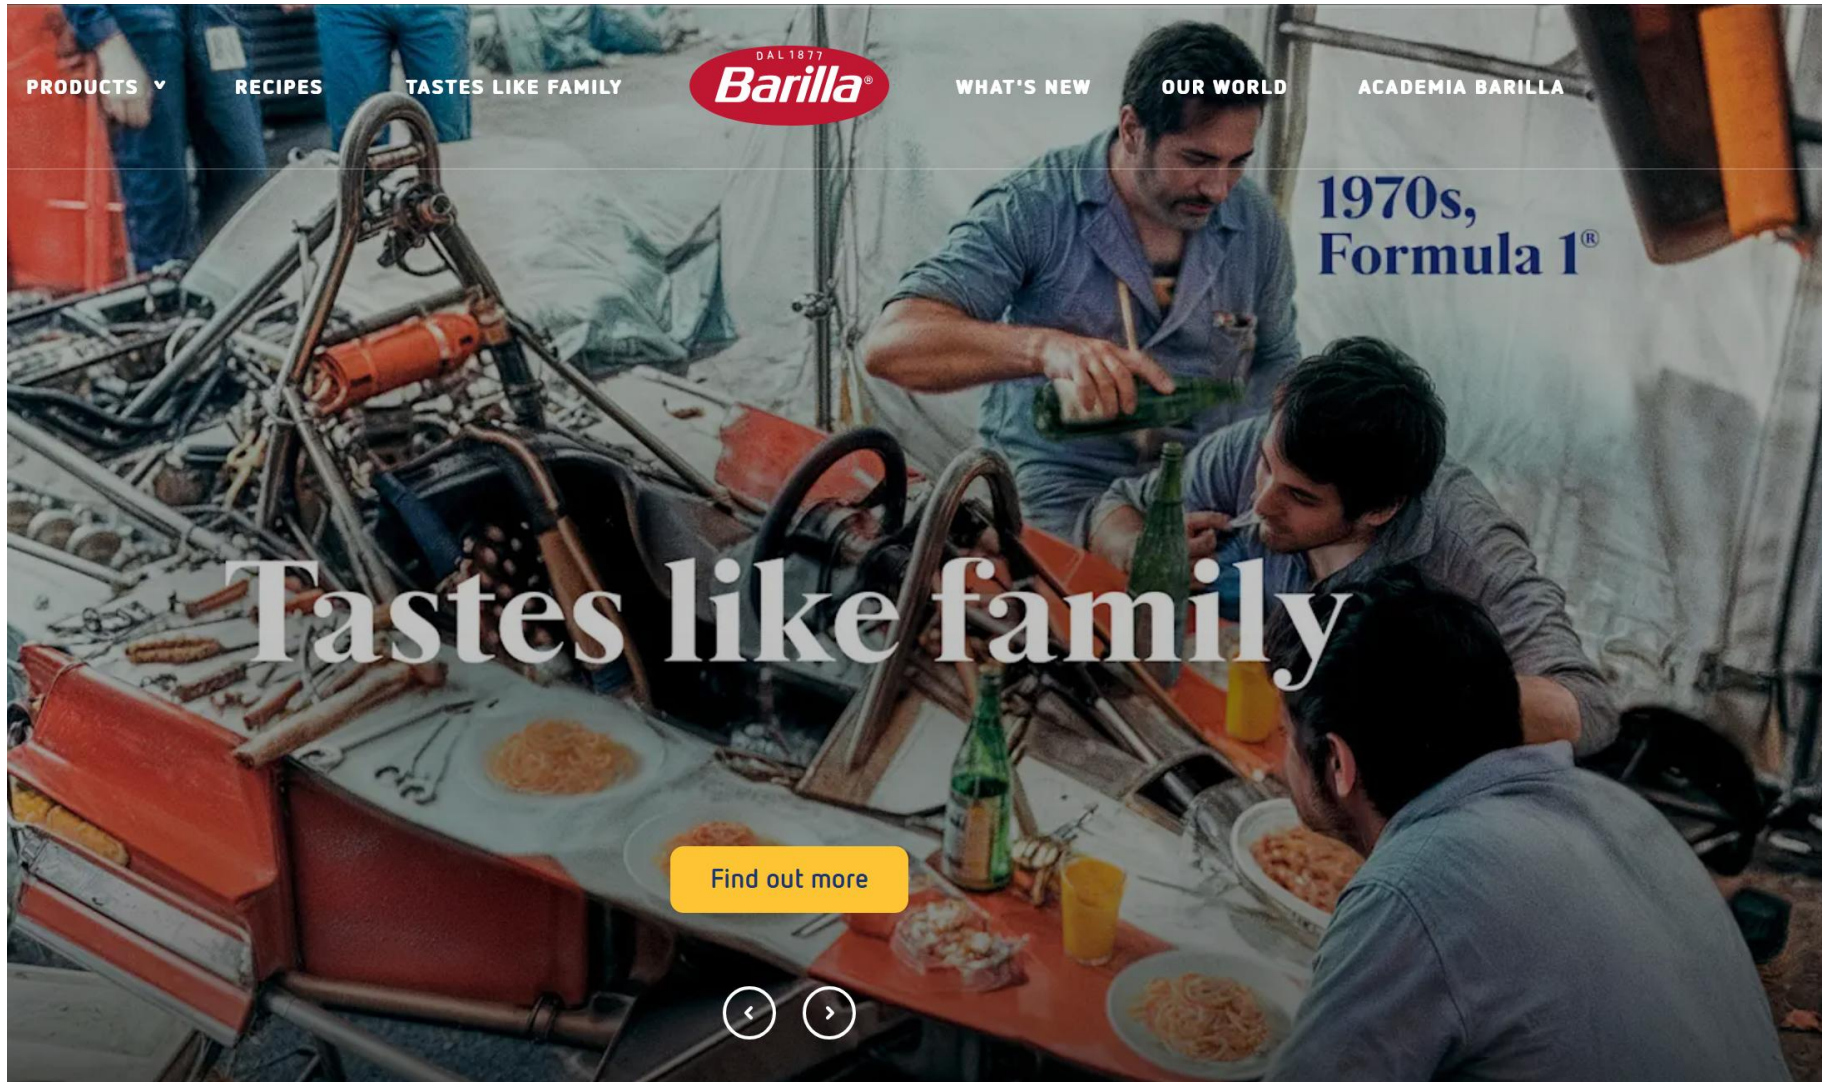 PRODUCTS
RECIPES
TASTES LIKE FAMILY
DAL 1877
Barilla®
WHAT'S NEW
OUR WORLD
ACADEMIA BARILLA
1970s,
Formula 1®
Tastes like family
Find out more